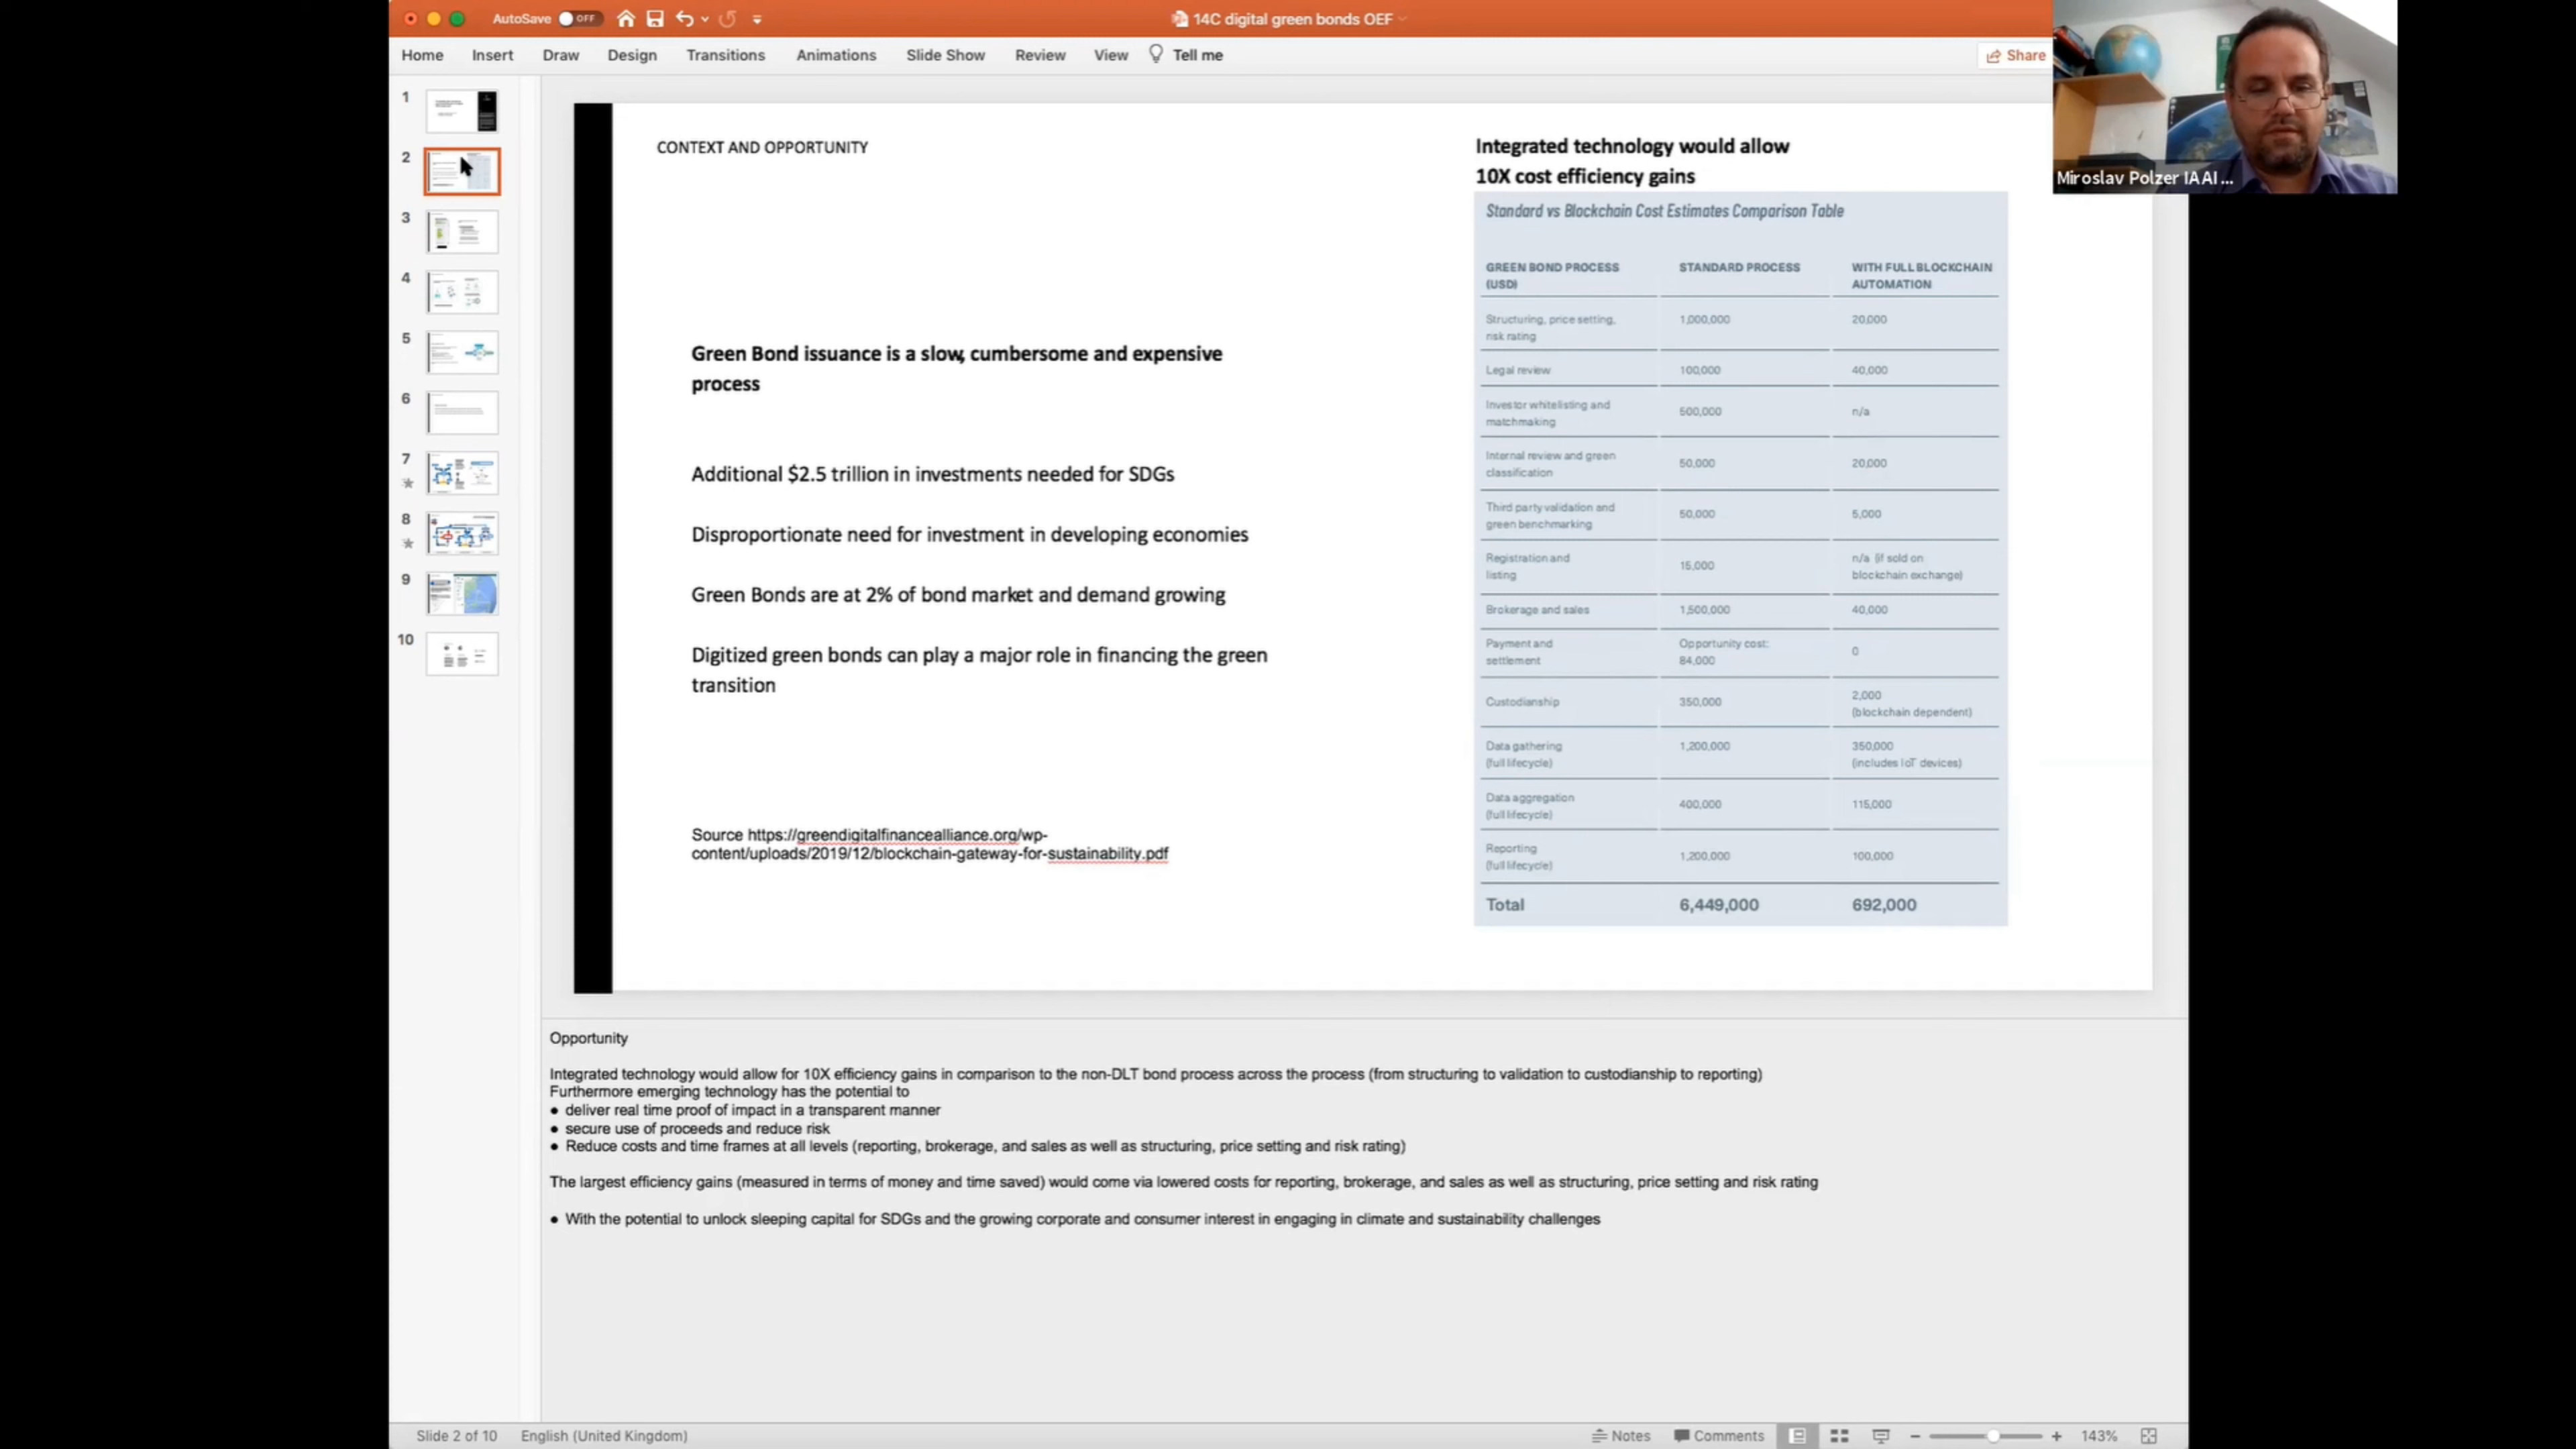 AutoSave OFF
14C digital green bonds OEF
Home Insert Draw Design Transitions Animations Slide Show Review View Tell me Share
1
2
3
4
5
6
7
8
9
10
CONTEXT AND OPPORTUNITY
Green Bond issuance is a slow, cumbersome and expensive
process
Additional $2.5 trillion in investments needed for SDGs
Disproportionate need for investment in developing economies
Green Bonds are at 2% of bond market and demand growing
Digitized green bonds can play a major role in financing the green
transition
Source https://greendigitalfinancealliance.org/wp-
content/uploads/2019/12/blockchain-gateway-for-sustainability.pdf
Integrated technology would allow
10X cost efficiency gains
Standard vs Blockchain Cost Estimates Comparison Table
GREEN BOND PROCESS (USD) STANDARD PROCESS WITH FULL BLOCKCHAIN AUTOMATION
Structuring, price setting, risk rating 1,000,000 20,000
Legal review 100,000 40,000
Investor whitelisting and matchmaking 500,000 n/a
Internal review and green classification 50,000 20,000
Third party validation and green benchmarking 50,000 5,000
Registration and listing 15,000 n/a (if sold on blockchain exchange)
Brokerage and sales 1,500,000 40,000
Payment and settlement Opportunity cost: 84,000 0
Custodianship 350,000 2,000 (blockchain dependent)
Data gathering (full lifecycle) 1,200,000 350,000 (includes IoT devices)
Data aggregation (full lifecycle) 400,000 115,000
Reporting (full lifecycle) 1,200,000 100,000
Total 6,449,000 692,000
Miroslav Polzer IAAI ...
Opportunity
Integrated technology would allow for 10X efficiency gains in comparison to the non-DLT bond process across the process (from structuring to validation to custodianship to reporting)
Furthermore emerging technology has the potential to
● deliver real time proof of impact in a transparent manner
● secure use of proceeds and reduce risk
● Reduce costs and time frames at all levels (reporting, brokerage, and sales as well as structuring, price setting and risk rating)
The largest efficiency gains (measured in terms of money and time saved) would come via lowered costs for reporting, brokerage, and sales as well as structuring, price setting and risk rating
● With the potential to unlock sleeping capital for SDGs and the growing corporate and consumer interest in engaging in climate and sustainability challenges
Slide 2 of 10 English (United Kingdom) Notes Comments 143%